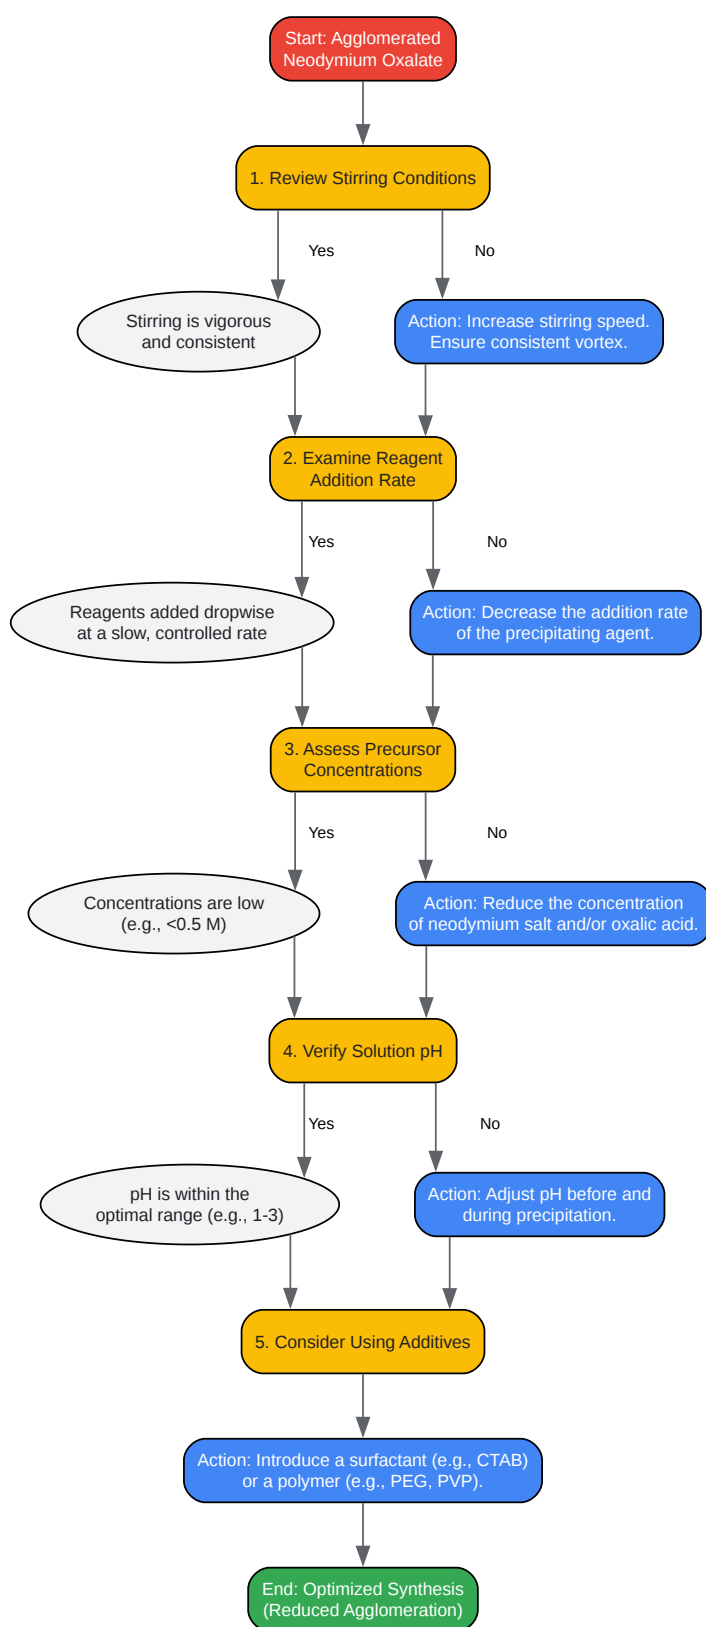 Start: Agglomerated
Neodymium Oxalate
1. Review Stirring Conditions
Yes
No
Stirring is vigorous
and consistent
Action: Increase stirring speed.
Ensure consistent vortex.
2. Examine Reagent
Addition Rate
Yes
No
Reagents added dropwise
at a slow, controlled rate
Action: Decrease the addition rate
of the precipitating agent.
3. Assess Precursor
Concentrations
Yes
No
Concentrations are low
(e.g., <0.5 M)
Action: Reduce the concentration
of neodymium salt and/or oxalic acid.
4. Verify Solution pH
Yes
No
pH is within the
optimal range (e.g., 1-3)
Action: Adjust pH before and
during precipitation.
5. Consider Using Additives
Action: Introduce a surfactant (e.g., CTAB)
or a polymer (e.g., PEG, PVP).
End: Optimized Synthesis
(Reduced Agglomeration)